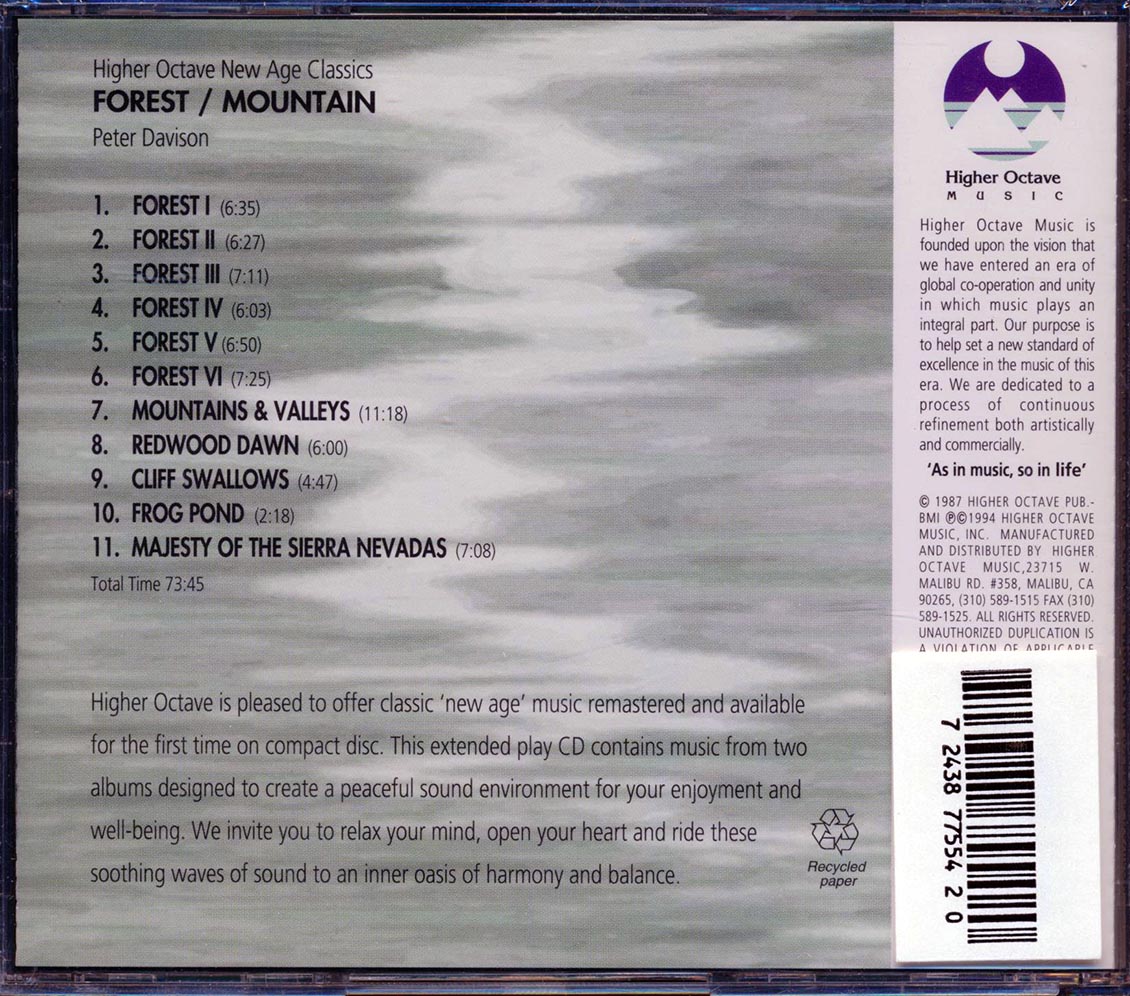 Higher Octave New Age Classics
FOREST / MOUNTAIN
Peter Davison
1. FOREST I (6:35)
2. FOREST II (6:27)
3. FOREST III (7:11)
4. FOREST IV (6:03)
5. FOREST V (6:50)
6. FOREST VI (7:25)
7. MOUNTAINS & VALLEYS (11:18)
8. REDWOOD DAWN (6:00)
9. CLIFF SWALLOWS (4:47)
10. FROG POND (2:18)
11. MAJESTY OF THE SIERRA NEVADAS (7:08)
Total Time 73:45
Higher Octave is pleased to offer classic ‘new age’ music remastered and available
for the first time on compact disc. This extended play CD contains music from two
albums designed to create a peaceful sound environment for your enjoyment and
well-being. We invite you to relax your mind, open your heart and ride these
soothing waves of sound to an inner oasis of harmony and balance.
Recycled
paper
Higher Octave
MUSIC
Higher Octave Music is
founded upon the vision that
we have entered an era of
global co-operation and unity
in which music plays an
integral part. Our purpose is
to help set a new standard of
excellence in the music of this
era. We are dedicated to a
process of continuous
refinement both artistically
and commercially.
‘As in music, so in life’
© 1987 HIGHER OCTAVE PUB.-
BMI ℗©1994 HIGHER OCTAVE
MUSIC, INC. MANUFACTURED
AND DISTRIBUTED BY HIGHER
OCTAVE MUSIC,23715 W.
MALIBU RD. #358, MALIBU, CA
90265, (310) 589-1515 FAX (310)
589-1525. ALL RIGHTS RESERVED.
UNAUTHORIZED DUPLICATION IS
A VIOLATION OF APPLICABLE
7 2438 77554 2 0